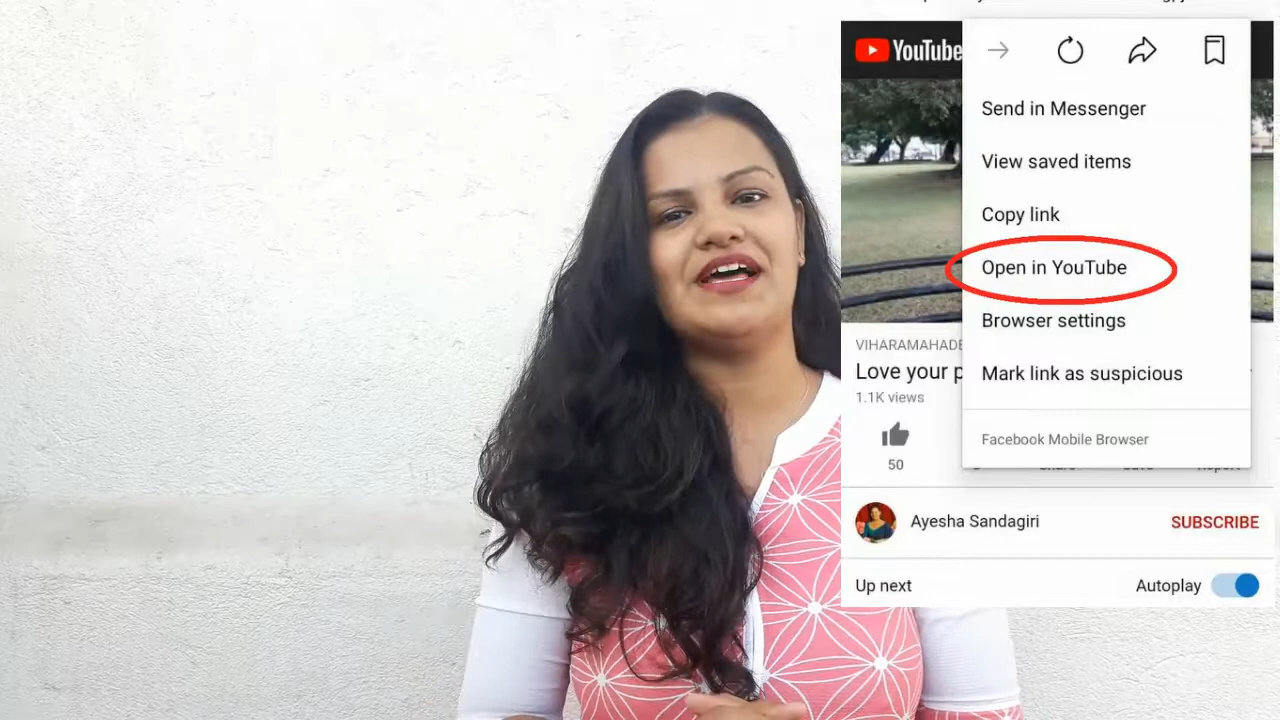 YouTube
Send in Messenger
View saved items
Copy link
Open in YouTube
Browser settings
Mark link as suspicious
Facebook Mobile Browser
VIHARAMAHADE
Love your p
1.1K views
50
Ayesha Sandagiri
SUBSCRIBE
Up next
Autoplay